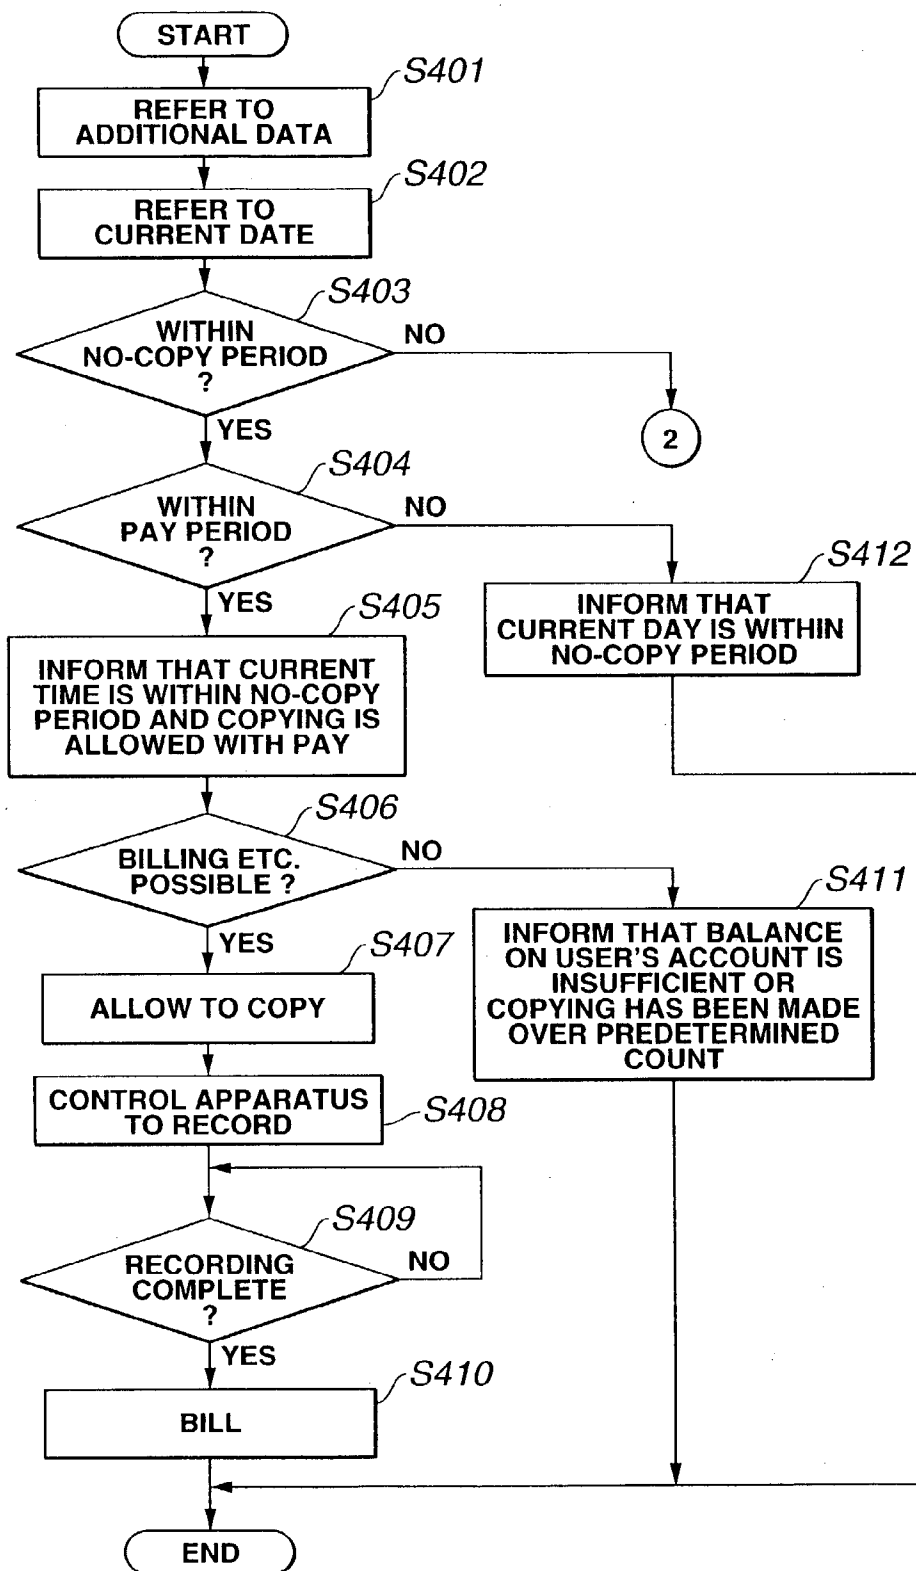 START
S401
REFER TO
ADDITIONAL DATA
S402
REFER TO
CURRENT DATE
S403
WITHIN
NO-COPY PERIOD
?
NO
2
YES
S404
WITHIN
PAY PERIOD
?
NO
YES
S412
INFORM THAT
CURRENT DAY IS WITHIN
NO-COPY PERIOD
S405
INFORM THAT CURRENT
TIME IS WITHIN NO-COPY
PERIOD AND COPYING IS
ALLOWED WITH PAY
S406
BILLING ETC.
POSSIBLE ?
NO
YES
S411
INFORM THAT BALANCE
ON USER'S ACCOUNT IS
INSUFFICIENT OR
COPYING HAS BEEN MADE
OVER PREDETERMINED
COUNT
S407
ALLOW TO COPY
CONTROL APPARATUS
TO RECORD
S408
S409
RECORDING
COMPLETE
?
NO
YES
S410
BILL
END